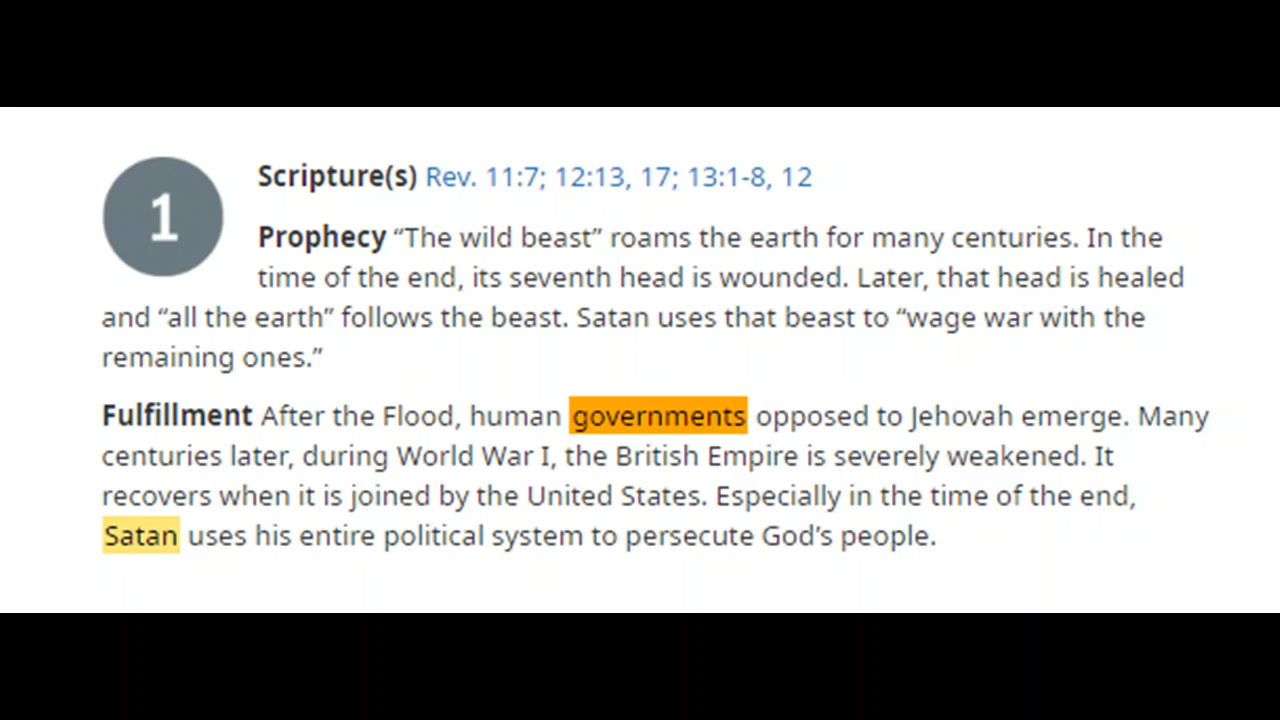 1
Scripture(s) Rev. 11:7; 12:13, 17; 13:1-8, 12
Prophecy “The wild beast” roams the earth for many centuries. In the
time of the end, its seventh head is wounded. Later, that head is healed
and “all the earth” follows the beast. Satan uses that beast to “wage war with the
remaining ones.”
Fulfillment After the Flood, human governments opposed to Jehovah emerge. Many
centuries later, during World War I, the British Empire is severely weakened. It
recovers when it is joined by the United States. Especially in the time of the end,
Satan uses his entire political system to persecute God’s people.